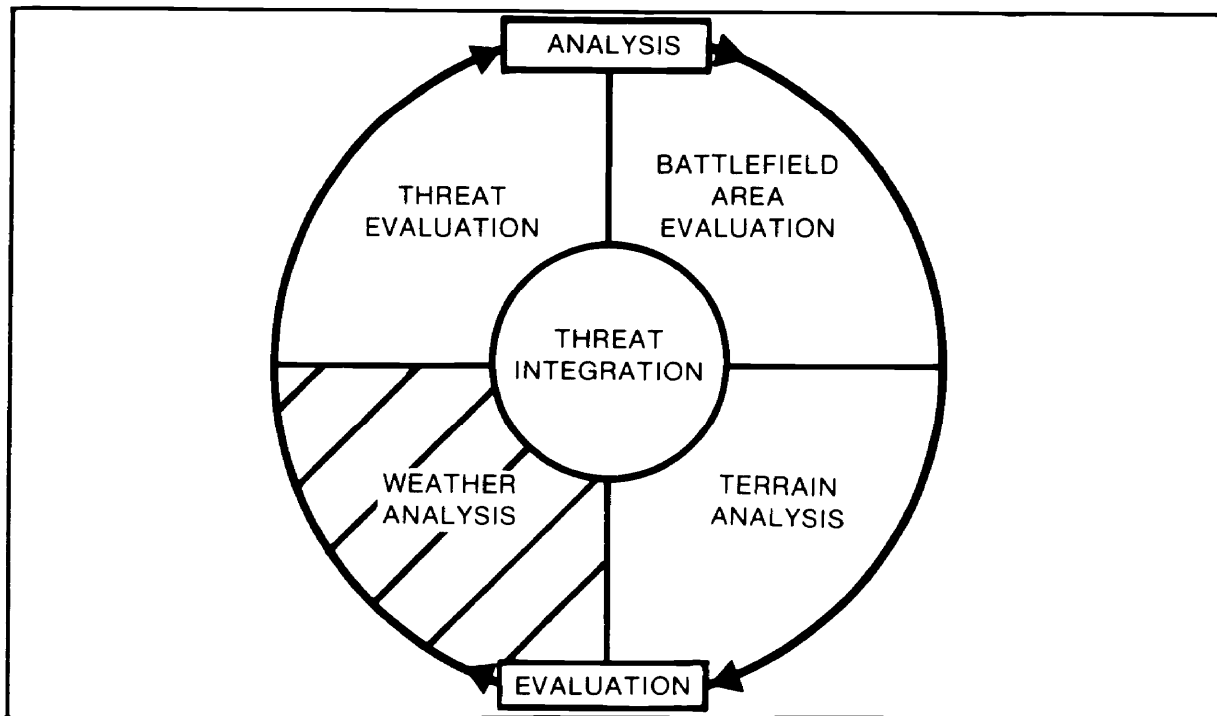 ANALYSIS
THREAT
EVALUATION
BATTLEFIELD
AREA
EVALUATION
THREAT
INTEGRATION
WEATHER
ANALYSIS
TERRAIN
ANALYSIS
EVALUATION